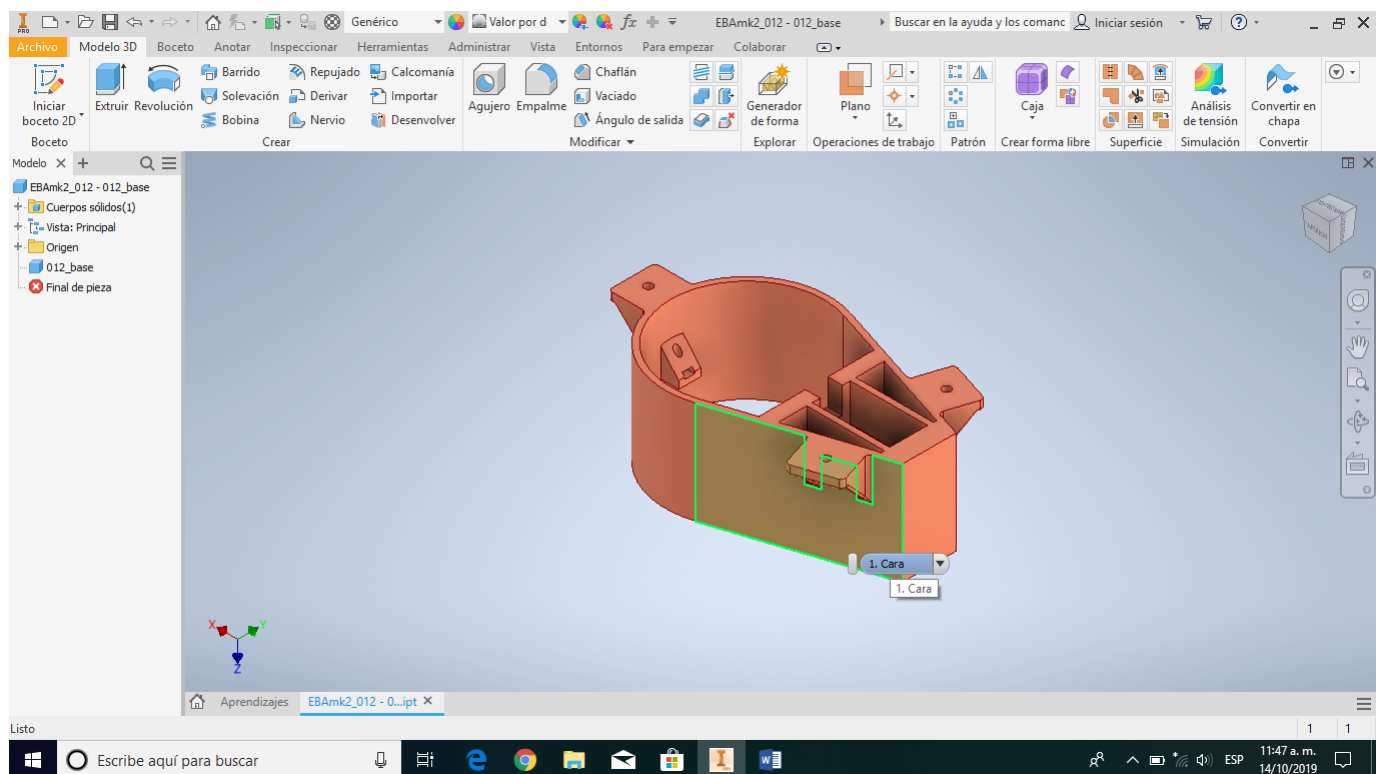 PRO
Genérico
Valor por d
fx
EBAmk2_012 - 012_base
Buscar en la ayuda y los comanc
Iniciar sesión
Archivo Modelo 3D Boceto Anotar Inspeccionar Herramientas Administrar Vista Entornos Para empezar Colaborar
Iniciar
boceto 2D
Extruir
Revolución
Barrido
Solevación
Bobina
Repujado
Derivar
Nervio
Calcomanía
Importar
Desenvolver
Agujero
Empalme
Chaflán
Vaciado
Ángulo de salida
Generador
de forma
Plano
Caja
Análisis
de tensión
Convertir en
chapa
Boceto Crear Modificar Explorar Operaciones de trabajo Patrón Crear forma libre Superficie Simulación Convertir
Modelo
EBAmk2_012 - 012_base
Cuerpos sólidos(1)
Vista: Principal
Origen
012_base
Final de pieza
1. Cara
1. Cara
X
Y
Z
Aprendizajes
EBAmk2_012 - 0...ipt
Listo
1 1
Escribe aquí para buscar
ESP
11:47 a. m.
14/10/2019